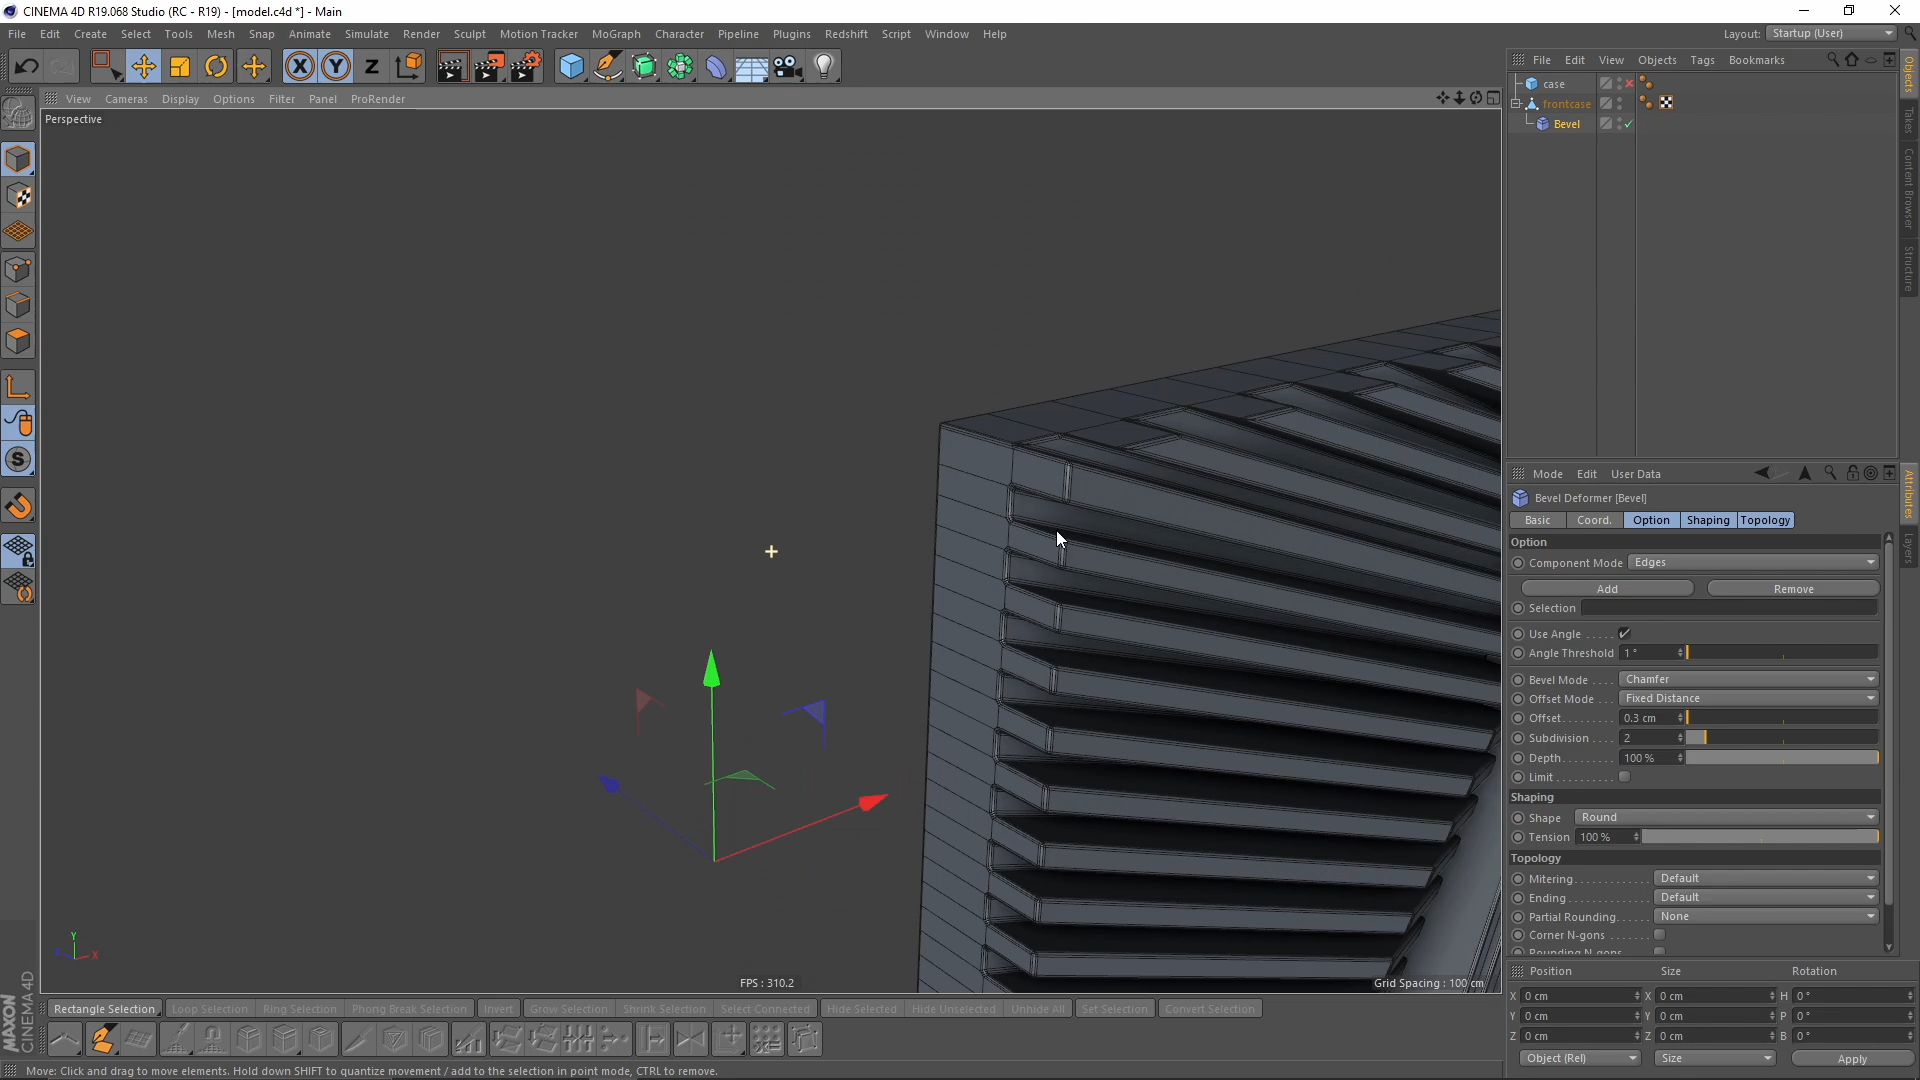 CINEMA 4D R19.068 Studio (RC - R19) - [model.c4d *] - Main
File Edit Create Select Tools Mesh Snap Animate Simulate Render Sculpt Motion Tracker MoGraph Character Pipeline Plugins Redshift Script Window Help
Layout: Startup (User)
X Y Z
View Cameras Display Options Filter Panel ProRender
Perspective
File Edit View Objects Tags Bookmarks
case
frontcase
Bevel
Objects
Takes
Content Browser
Structure
Mode Edit User Data
Bevel Deformer [Bevel]
Basic Coord. Option Shaping Topology
Option
Component Mode Edges
Add Remove
Selection
Use Angle . . . . .
Angle Threshold 1 °
Bevel Mode . . . . Chamfer
Offset Mode . . . Fixed Distance
Offset. . . . . . . . . 0.3 cm
Subdivision . . . . 2
Depth. . . . . . . . . 100 %
Limit . . . . . . . . . .
Shaping
Shape Round
Tension 100 %
Topology
Mitering. . . . . . . . . . . . Default
Ending. . . . . . . . . . . . . Default
Partial Rounding. . . . . . None
Corner N-gons . . . . . . .
Rounding N-gons . . . .
Attributes
Layers
Y
Z X
FPS : 310.2
Grid Spacing : 100 cm
Position Size Rotation
X 0 cm X 0 cm H 0 °
Y 0 cm Y 0 cm P 0 °
Z 0 cm Z 0 cm B 0 °
Object (Rel) Size Apply
Rectangle Selection Loop Selection Ring Selection Phong Break Selection Invert Grow Selection Shrink Selection Select Connected Hide Selected Hide Unselected Unhide All Set Selection Convert Selection
MAXON
CINEMA 4D
Move: Click and drag to move elements. Hold down SHIFT to quantize movement / add to the selection in point mode, CTRL to remove.